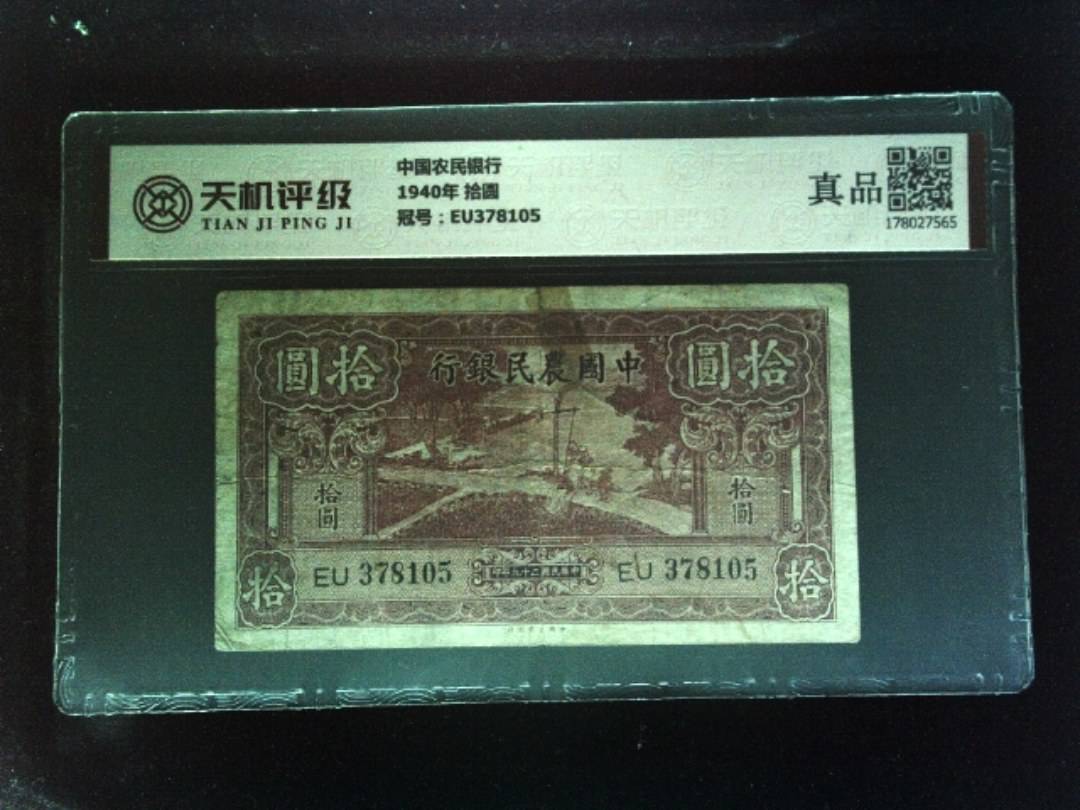 天机评级
TIAN JI PING JI
中国农民银行
1940年 拾圆
冠号：EU378105
真品
178027565
圓拾
行銀民農國中
圓拾
拾圓
拾圓
EU 378105
EU 378105
拾
拾